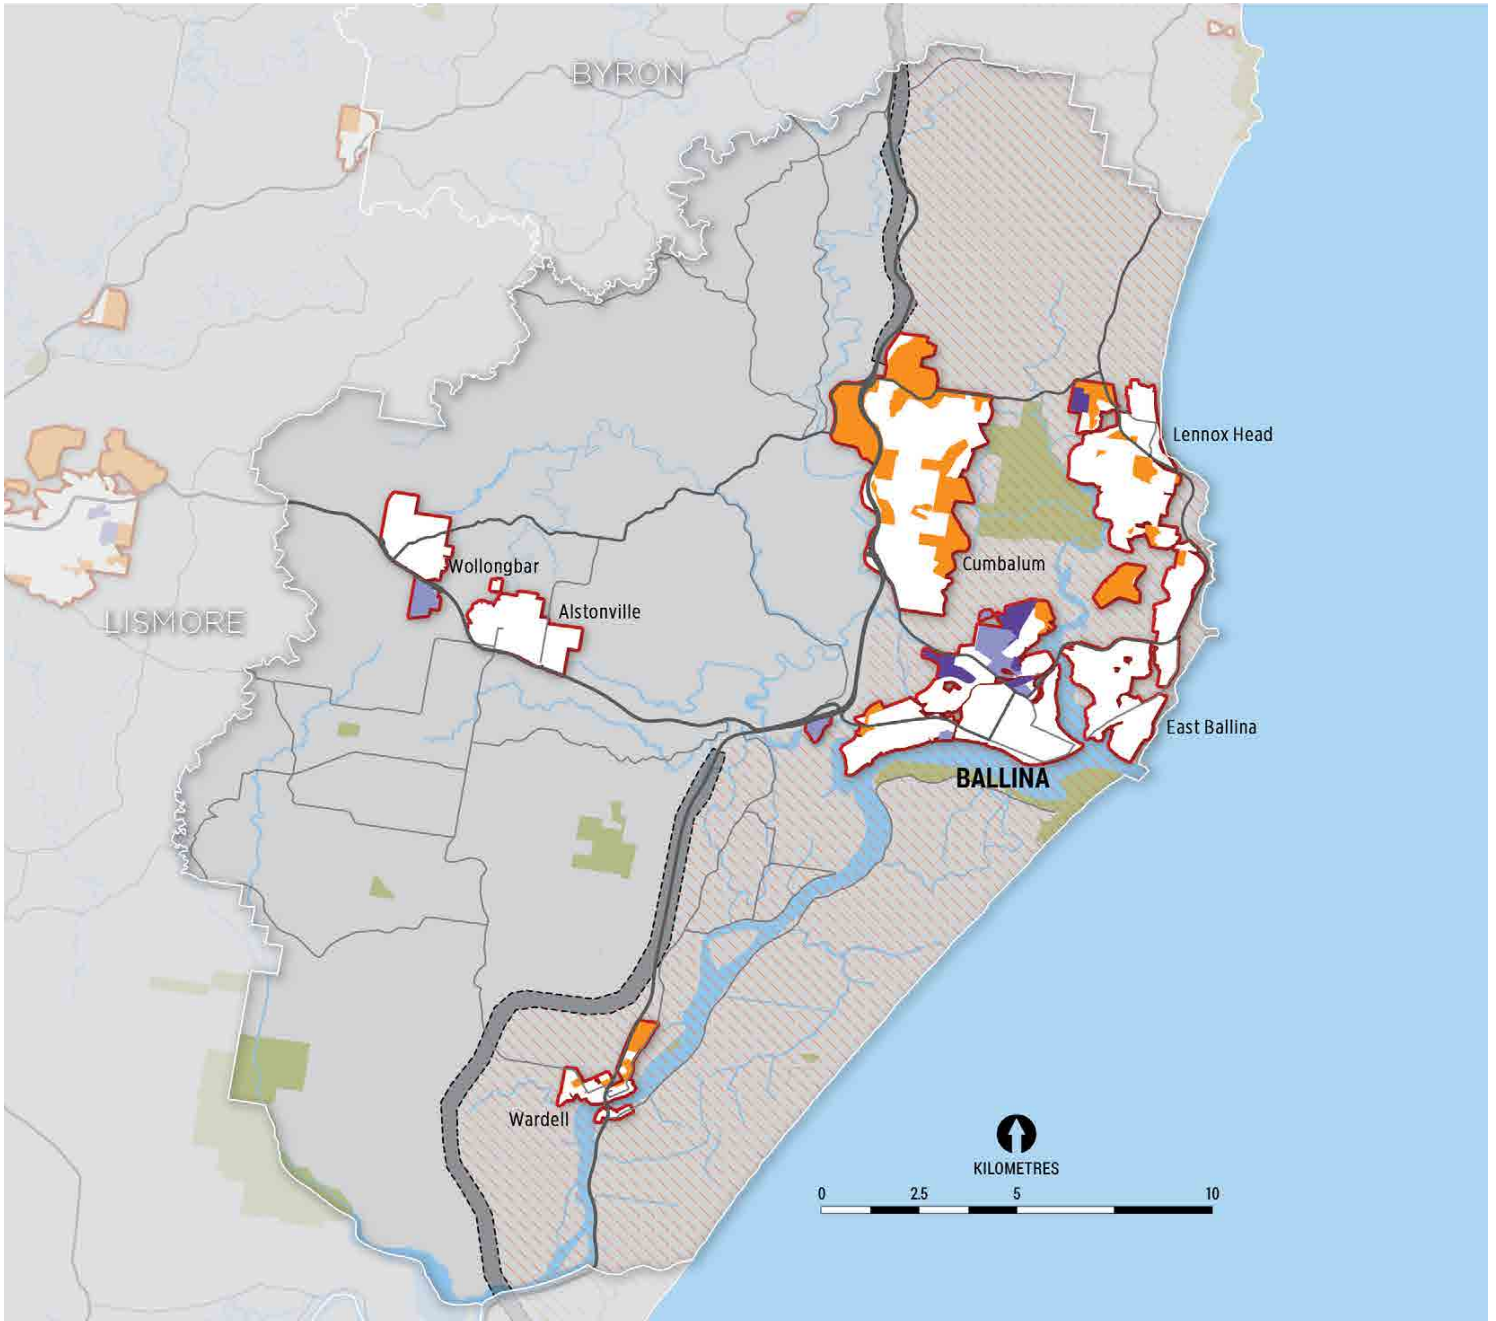 BYRON
Lennox Head
Wollongbar
Cumbalum
Alstonville
LISMORE
East Ballina
BALLINA
Wardell
KILOMETRES
0 2.5 5 10